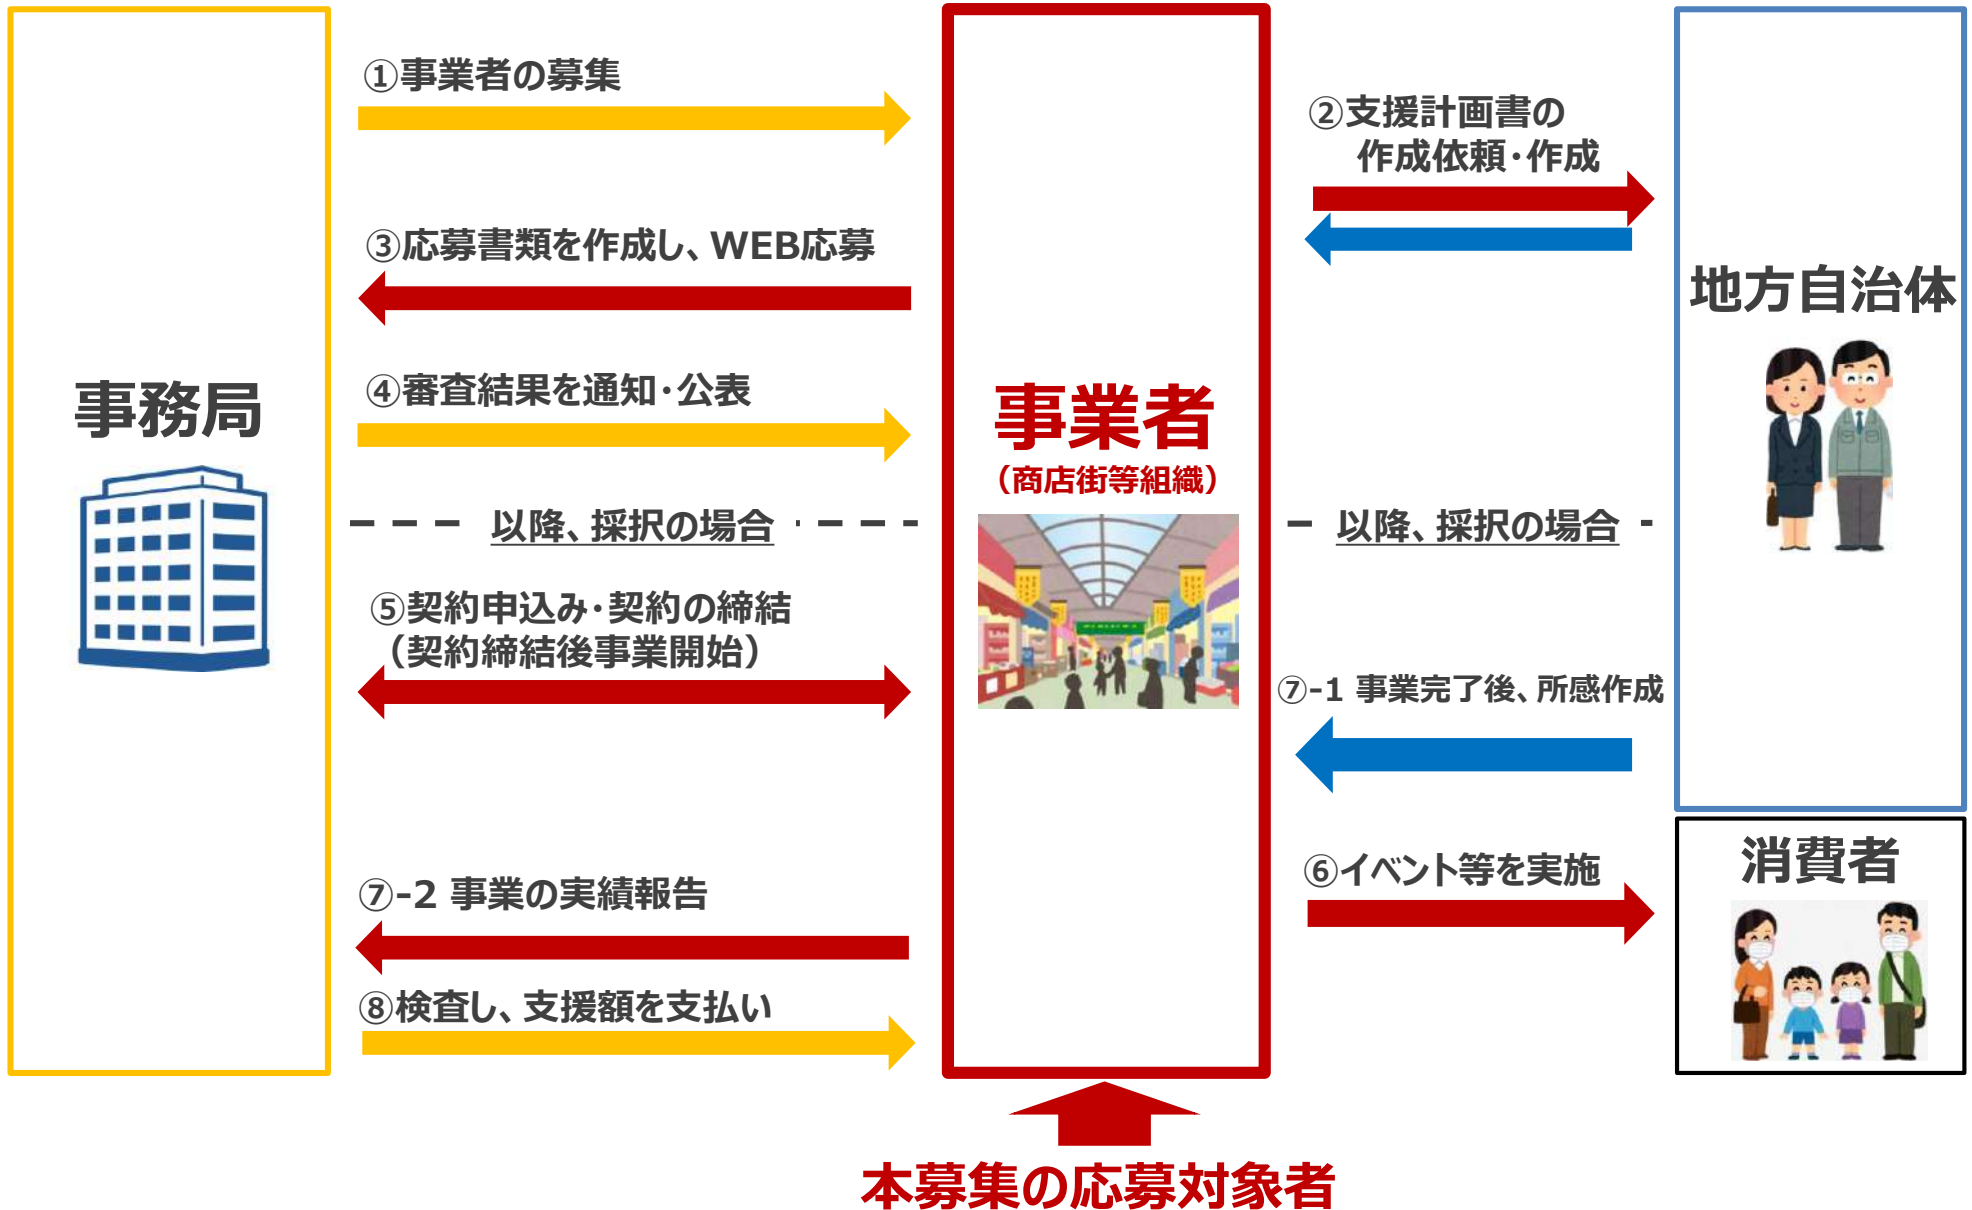 事務局
①事業者の募集
③応募書類を作成し、WEB応募
④審査結果を通知・公表
以降、採択の場合
⑤契約申込み・契約の締結
（契約締結後事業開始）
⑦-2 事業の実績報告
⑧検査し、支援額を支払い
事業者
（商店街等組織）
②支援計画書の
作成依頼・作成
以降、採択の場合
⑦-1 事業完了後、所感作成
⑥イベント等を実施
地方自治体
消費者
本募集の応募対象者